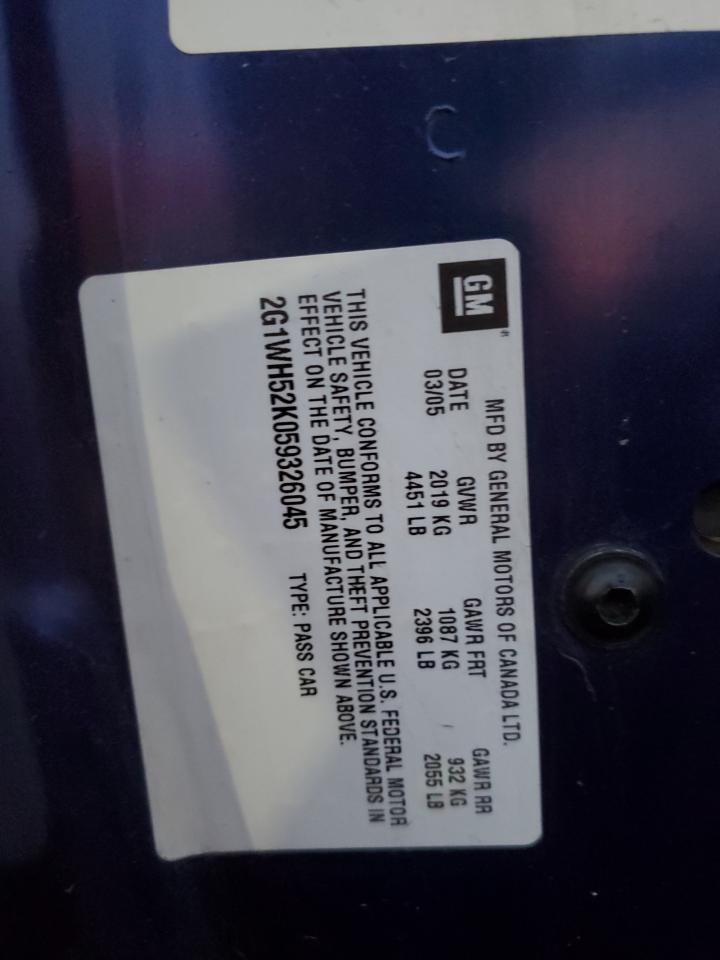 GM
MFD BY GENERAL MOTORS OF CANADA LTD.
DATE GVWR GAWR FRT GAWR RR
03/05 2019 KG 1087 KG 932 KG
4451 LB 2396 LB 2055 LB
THIS VEHICLE CONFORMS TO ALL APPLICABLE U.S. FEDERAL MOTOR
VEHICLE SAFETY, BUMPER, AND THEFT PREVENTION STANDARDS IN
EFFECT ON THE DATE OF MANUFACTURE SHOWN ABOVE.
2G1WH52K059326045 TYPE: PASS CAR